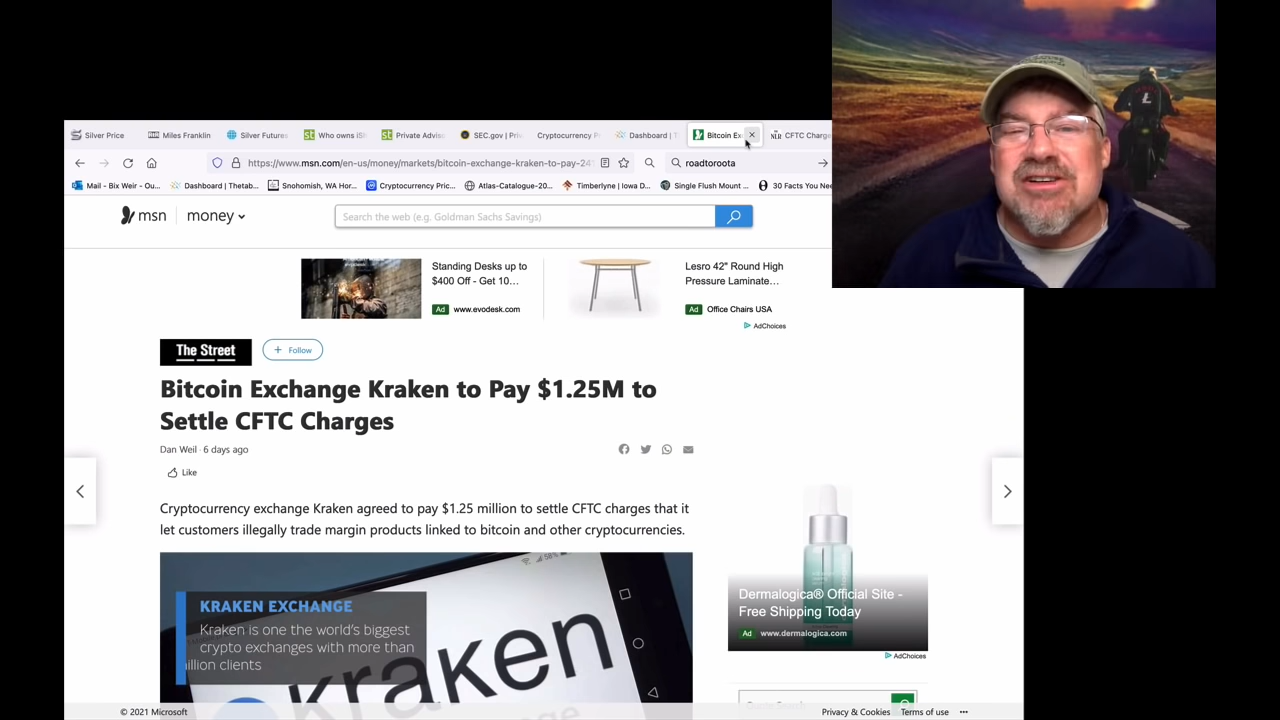 Silver Price
Miles Franklin
Silver Futures
Who owns iSh
Private Adviso
SEC.gov | Priv
Cryptocurrency Pr
Dashboard | T
Bitcoin Ex
CFTC Charge
https://www.msn.com/en-us/money/markets/bitcoin-exchange-kraken-to-pay-24
roadtoroota
Mail - Bix Weir - Ou...
Dashboard | Thetab...
Snohomish, WA Hor...
Cryptocurrency Pric...
Atlas-Catalogue-20...
Timberlyne | Iowa D...
Single Flush Mount ...
30 Facts You Nee
msn
money
Search the web (e.g. Goldman Sachs Savings)
Standing Desks up to
$400 Off - Get 10...
Ad www.evodesk.com
Lesro 42" Round High
Pressure Laminate...
Ad Office Chairs USA
AdChoices
The Street
+ Follow
Bitcoin Exchange Kraken to Pay $1.25M to
Settle CFTC Charges
Dan Weil · 6 days ago
Like
Cryptocurrency exchange Kraken agreed to pay $1.25 million to settle CFTC charges that it
let customers illegally trade margin products linked to bitcoin and other cryptocurrencies.
58%
KRAKEN EXCHANGE
Kraken is one the world's biggest
crypto exchanges with more than
illion clients
kraken
Dermalogica® Official Site -
Free Shipping Today
Ad www.dermalogica.com
AdChoices
© 2021 Microsoft
Privacy & Cookies
Terms of use
...